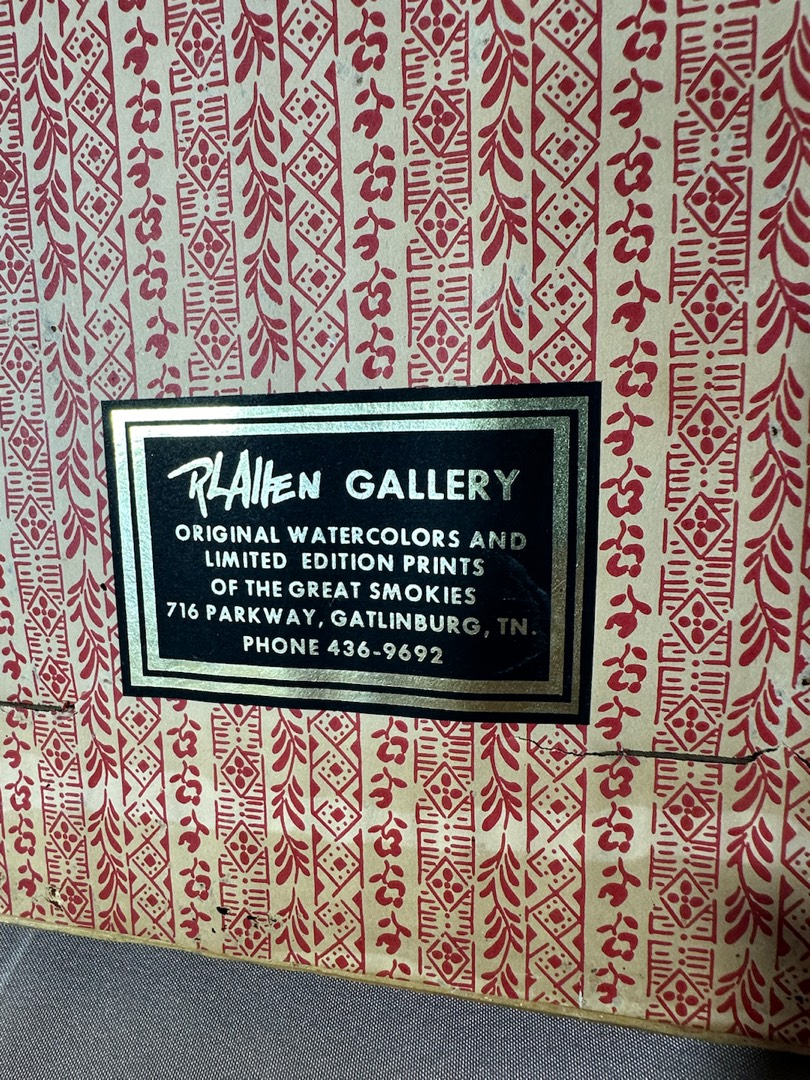 RLAllEN GALLERY
ORIGINAL WATERCOLORS AND
LIMITED EDITION PRINTS
OF THE GREAT SMOKIES
716 PARKWAY, GATLINBURG, TN.
PHONE 436-9692